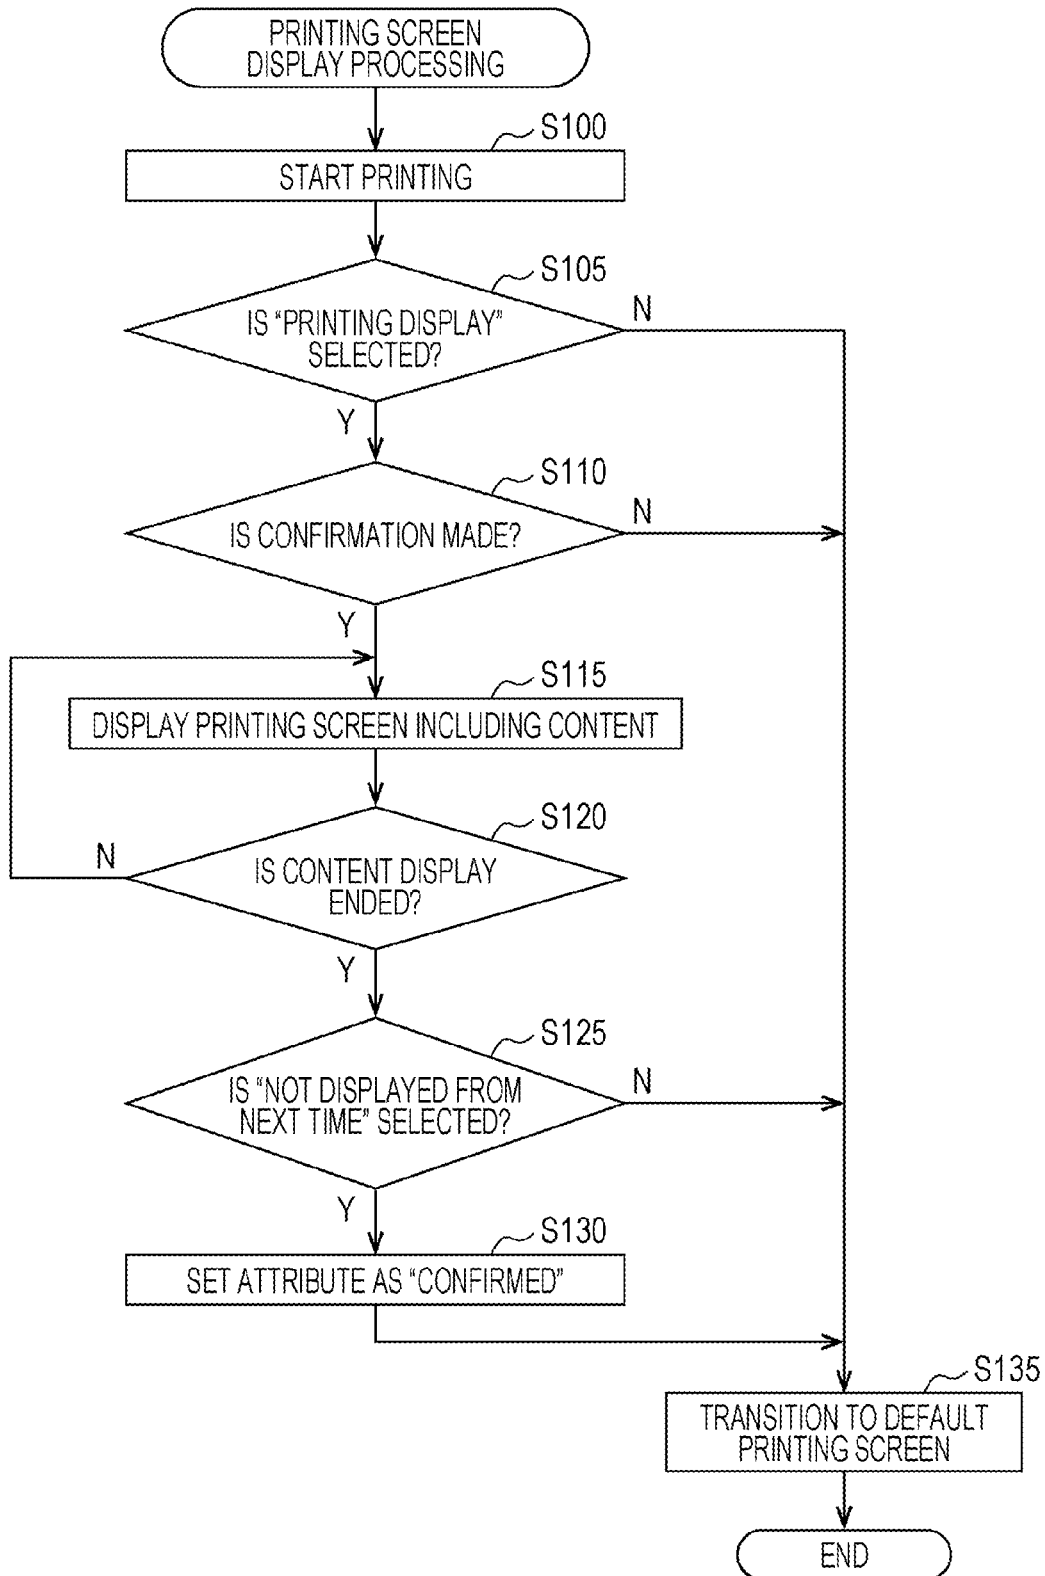 PRINTING SCREEN
DISPLAY PROCESSING
S100
START PRINTING
S105
IS “PRINTING DISPLAY”
SELECTED?
N
Y
S110
IS CONFIRMATION MADE?
N
Y
S115
DISPLAY PRINTING SCREEN INCLUDING CONTENT
S120
IS CONTENT DISPLAY
ENDED?
N
Y
S125
IS “NOT DISPLAYED FROM
NEXT TIME” SELECTED?
N
Y
S130
SET ATTRIBUTE AS “CONFIRMED”
S135
TRANSITION TO DEFAULT
PRINTING SCREEN
END